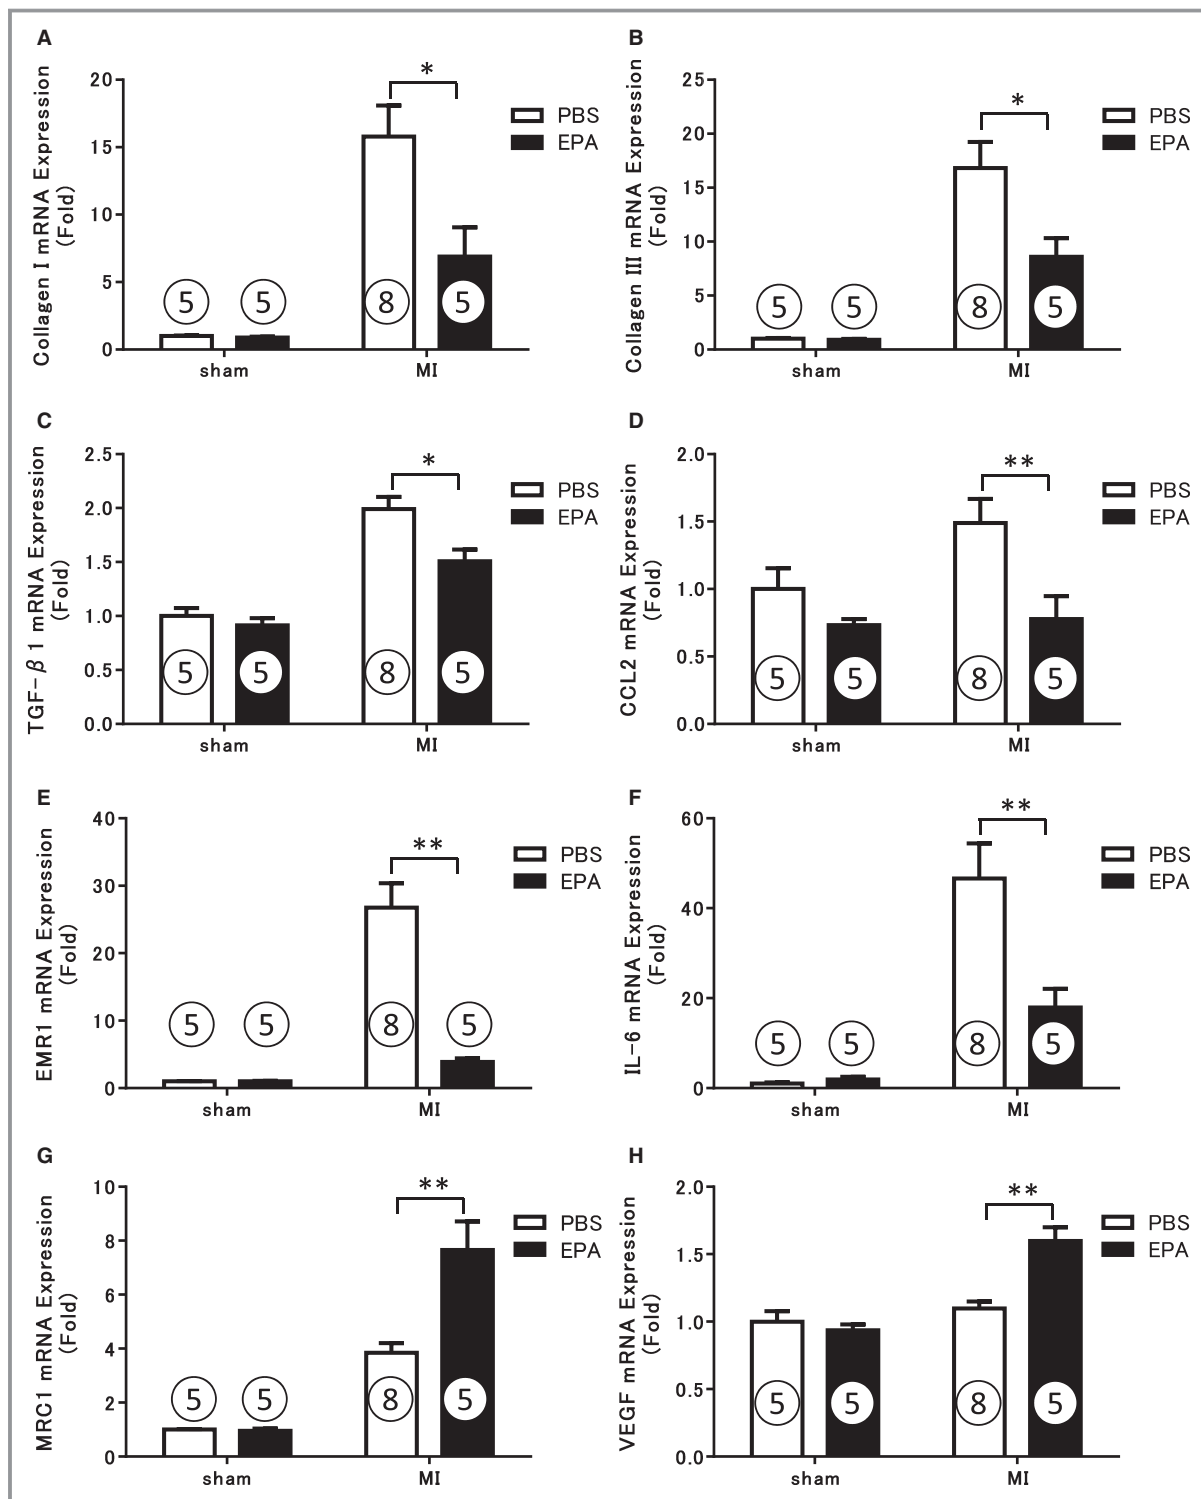 A
Collagen I mRNA Expression
(Fold)
20
15
10
5
0
*
PBS
EPA
5 5 8 5
sham MI
B
Collagen III mRNA Expression
(Fold)
25
20
15
10
5
0
*
PBS
EPA
5 5 8 5
sham MI
C
TGF-β1 mRNA Expression
(Fold)
2.5
2.0
1.5
1.0
0.5
0.0
*
PBS
EPA
5 5 8 5
sham MI
D
CCL2 mRNA Expression
(Fold)
2.0
1.5
1.0
0.5
0.0
**
PBS
EPA
5 5 8 5
sham MI
E
EMR1 mRNA Expression
(Fold)
40
30
20
10
0
**
PBS
EPA
5 5 8 5
sham MI
F
IL-6 mRNA Expression
(Fold)
60
40
20
0
**
PBS
EPA
5 5 8 5
sham MI
G
MRC1 mRNA Expression
(Fold)
10
8
6
4
2
0
**
PBS
EPA
5 5 8 5
sham MI
H
VEGF mRNA Expression
(Fold)
2.0
1.5
1.0
0.5
0.0
**
PBS
EPA
5 5 8 5
sham MI